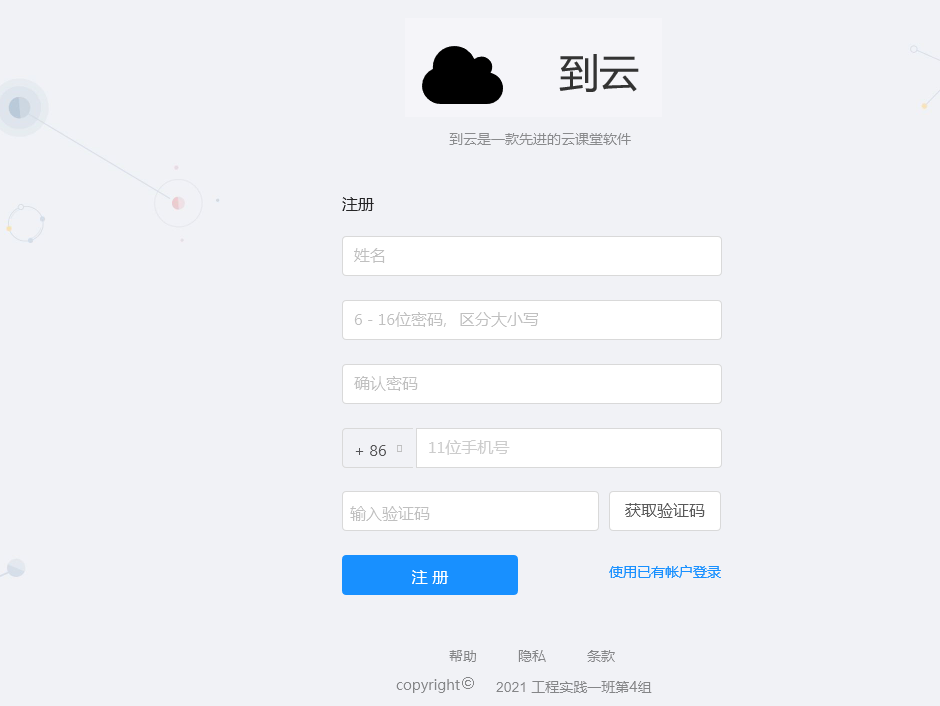 到云
到云是一款先进的云课堂软件
注册
姓名
6 - 16位密码, 区分大小写
确认密码
+ 86 11位手机号
输入验证码 获取验证码
注 册 使用已有帐户登录
帮助 隐私 条款
copyright© 2021 工程实践一班第4组